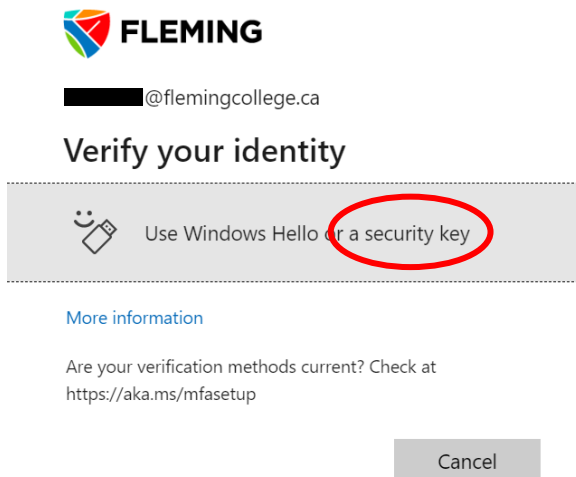 FLEMING
@flemingcollege.ca
Verify your identity
Use Windows Hello or a security key
More information
Are your verification methods current? Check at
https://aka.ms/mfasetup
Cancel